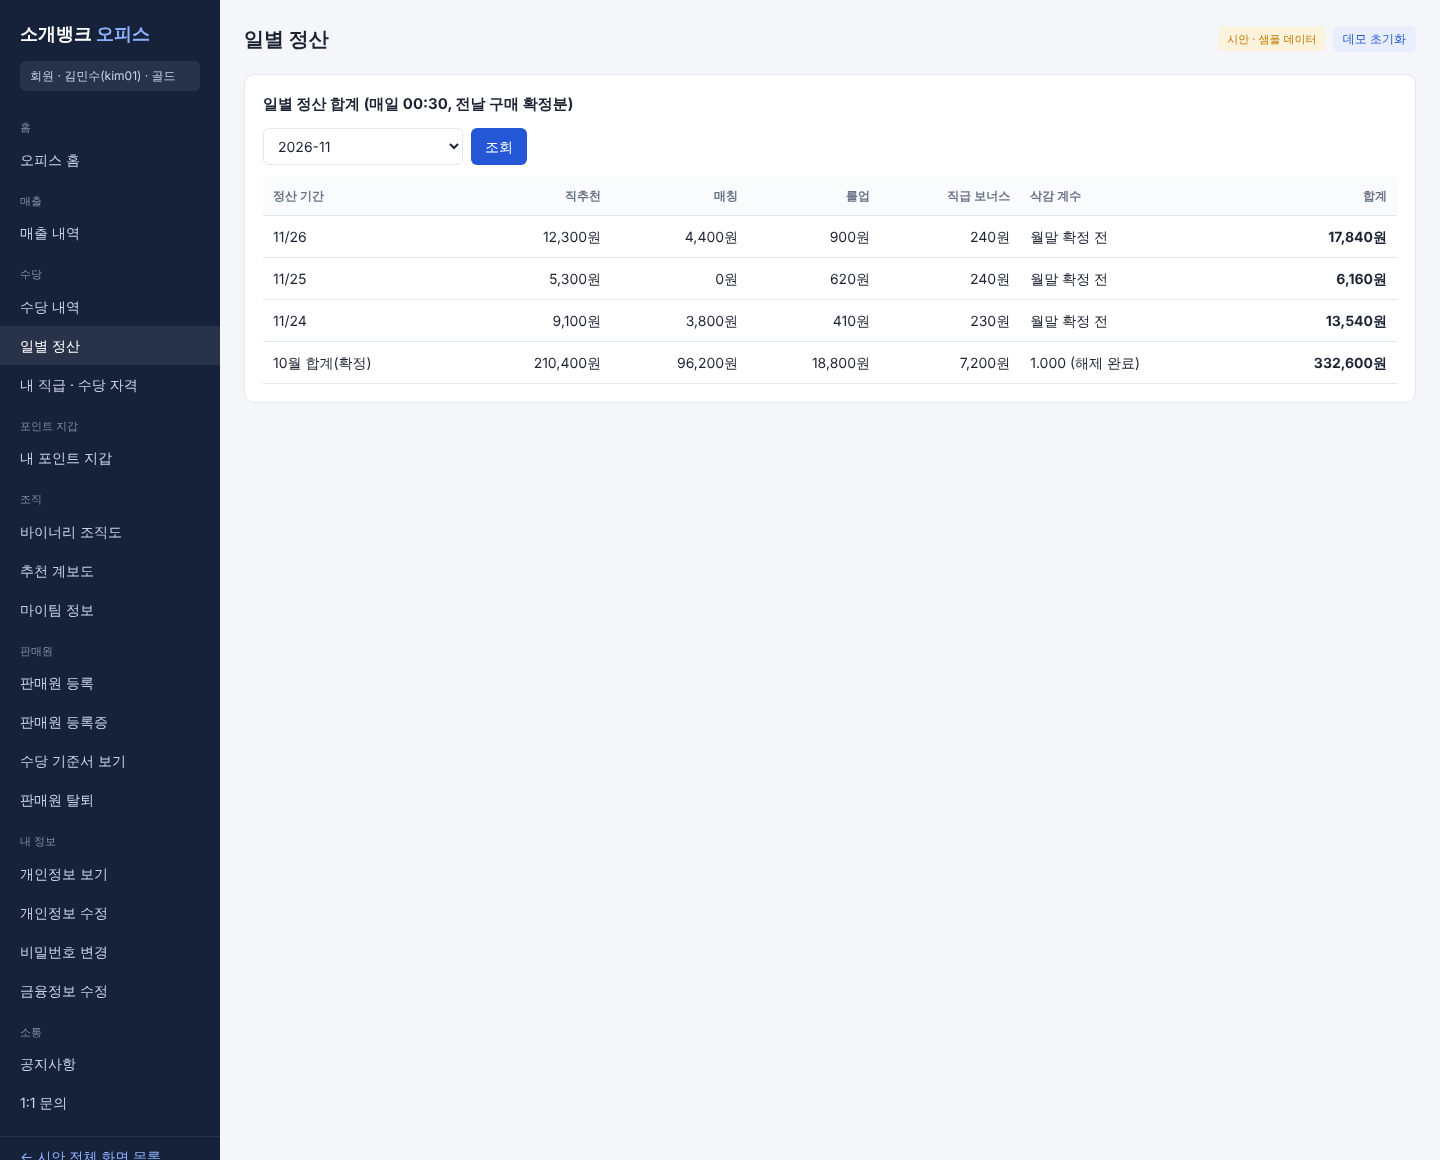 소개뱅크 오피스
회원 · 김민수(kim01) · 골드
홈
오피스 홈
매출
매출 내역
수당
수당 내역
일별 정산
내 직급 · 수당 자격
포인트 지갑
내 포인트 지갑
조직
바이너리 조직도
추천 계보도
마이팀 정보
판매원
판매원 등록
판매원 등록증
수당 기준서 보기
판매원 탈퇴
내 정보
개인정보 보기
개인정보 수정
비밀번호 변경
금융정보 수정
소통
공지사항
1:1 문의
← 시안 전체 화면 목록
일별 정산
시안 · 샘플 데이터
데모 초기화
일별 정산 합계 (매일 00:30, 전날 구매 확정분)
2026-11
조회
정산 기간 직추천 매칭 롤업 직급 보너스 삭감 계수 합계
11/26 12,300원 4,400원 900원 240원 월말 확정 전 17,840원
11/25 5,300원 0원 620원 240원 월말 확정 전 6,160원
11/24 9,100원 3,800원 410원 230원 월말 확정 전 13,540원
10월 합계(확정) 210,400원 96,200원 18,800원 7,200원 1.000 (해제 완료) 332,600원